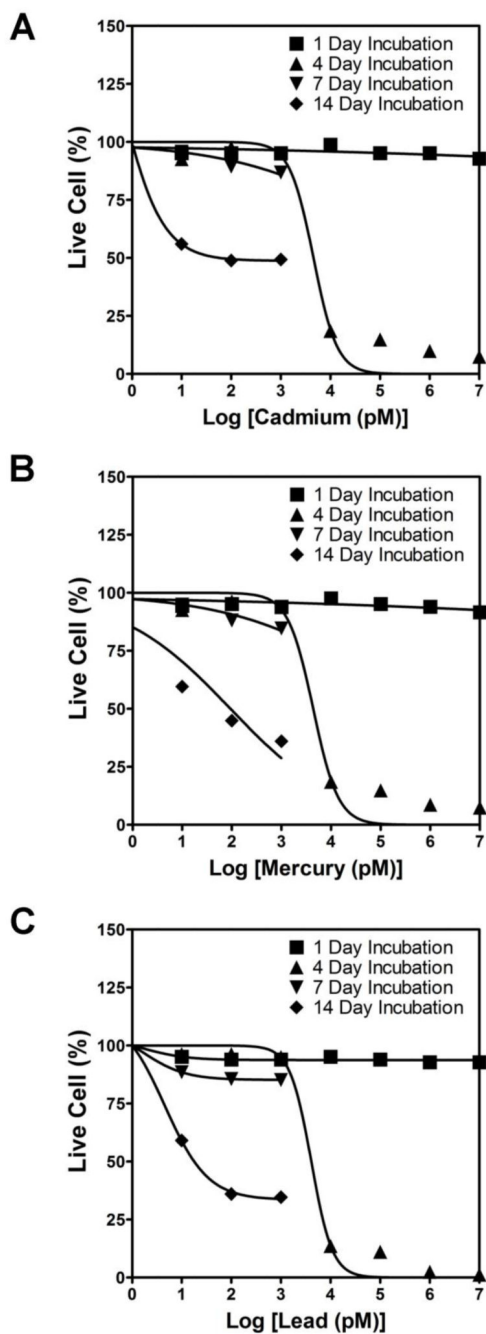 A
150
125
100
75
50
25
0
Live Cell (%)
1 Day Incubation
4 Day Incubation
7 Day Incubation
14 Day Incubation
0 1 2 3 4 5 6 7
Log [Cadmium (pM)]
B
150
125
100
75
50
25
0
Live Cell (%)
1 Day Incubation
4 Day Incubation
7 Day Incubation
14 Day Incubation
0 1 2 3 4 5 6 7
Log [Mercury (pM)]
C
150
125
100
75
50
25
0
Live Cell (%)
1 Day Incubation
4 Day Incubation
7 Day Incubation
14 Day Incubation
0 1 2 3 4 5 6 7
Log [Lead (pM)]